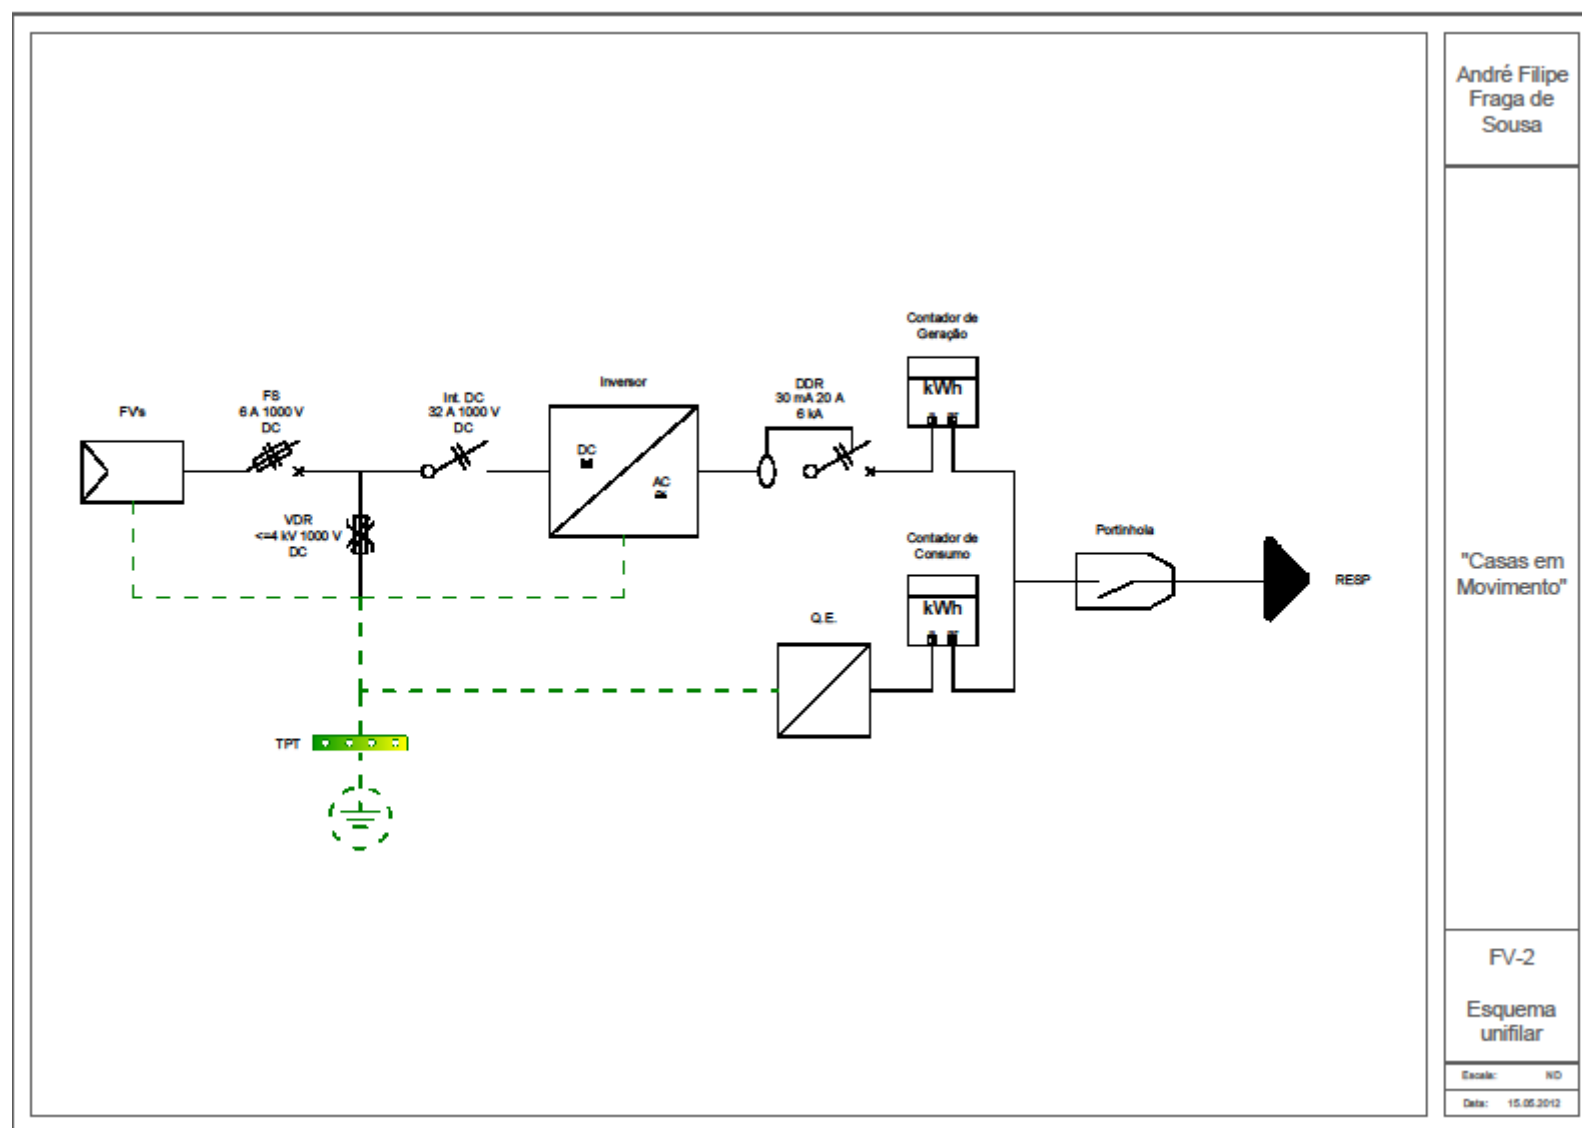 André Filipe
Fraga de
Sousa
Contador de
Geração
kWh
FV's
FS
6 A 1000 V
DC
Int. DC
32 A 1000 V
DC
Inversor
DC
AC
DDR
30 mA 20 A
6 kA
VDR
<=4 kV 1000 V
DC
Contador de
Consumo
kWh
Portinhola
RESP
Q.E.
TPT
"Casas em
Movimento"
FV-2
Esquema
unifilar
Escala: ND
Data: 15.05.2012